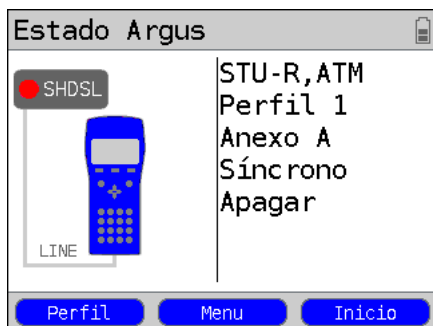 Estado Argus
SHDSL
LINE
STU-R,ATM
Perfil 1
Anexo A
Síncrono
Apagar
Perfil
Menu
Inicio